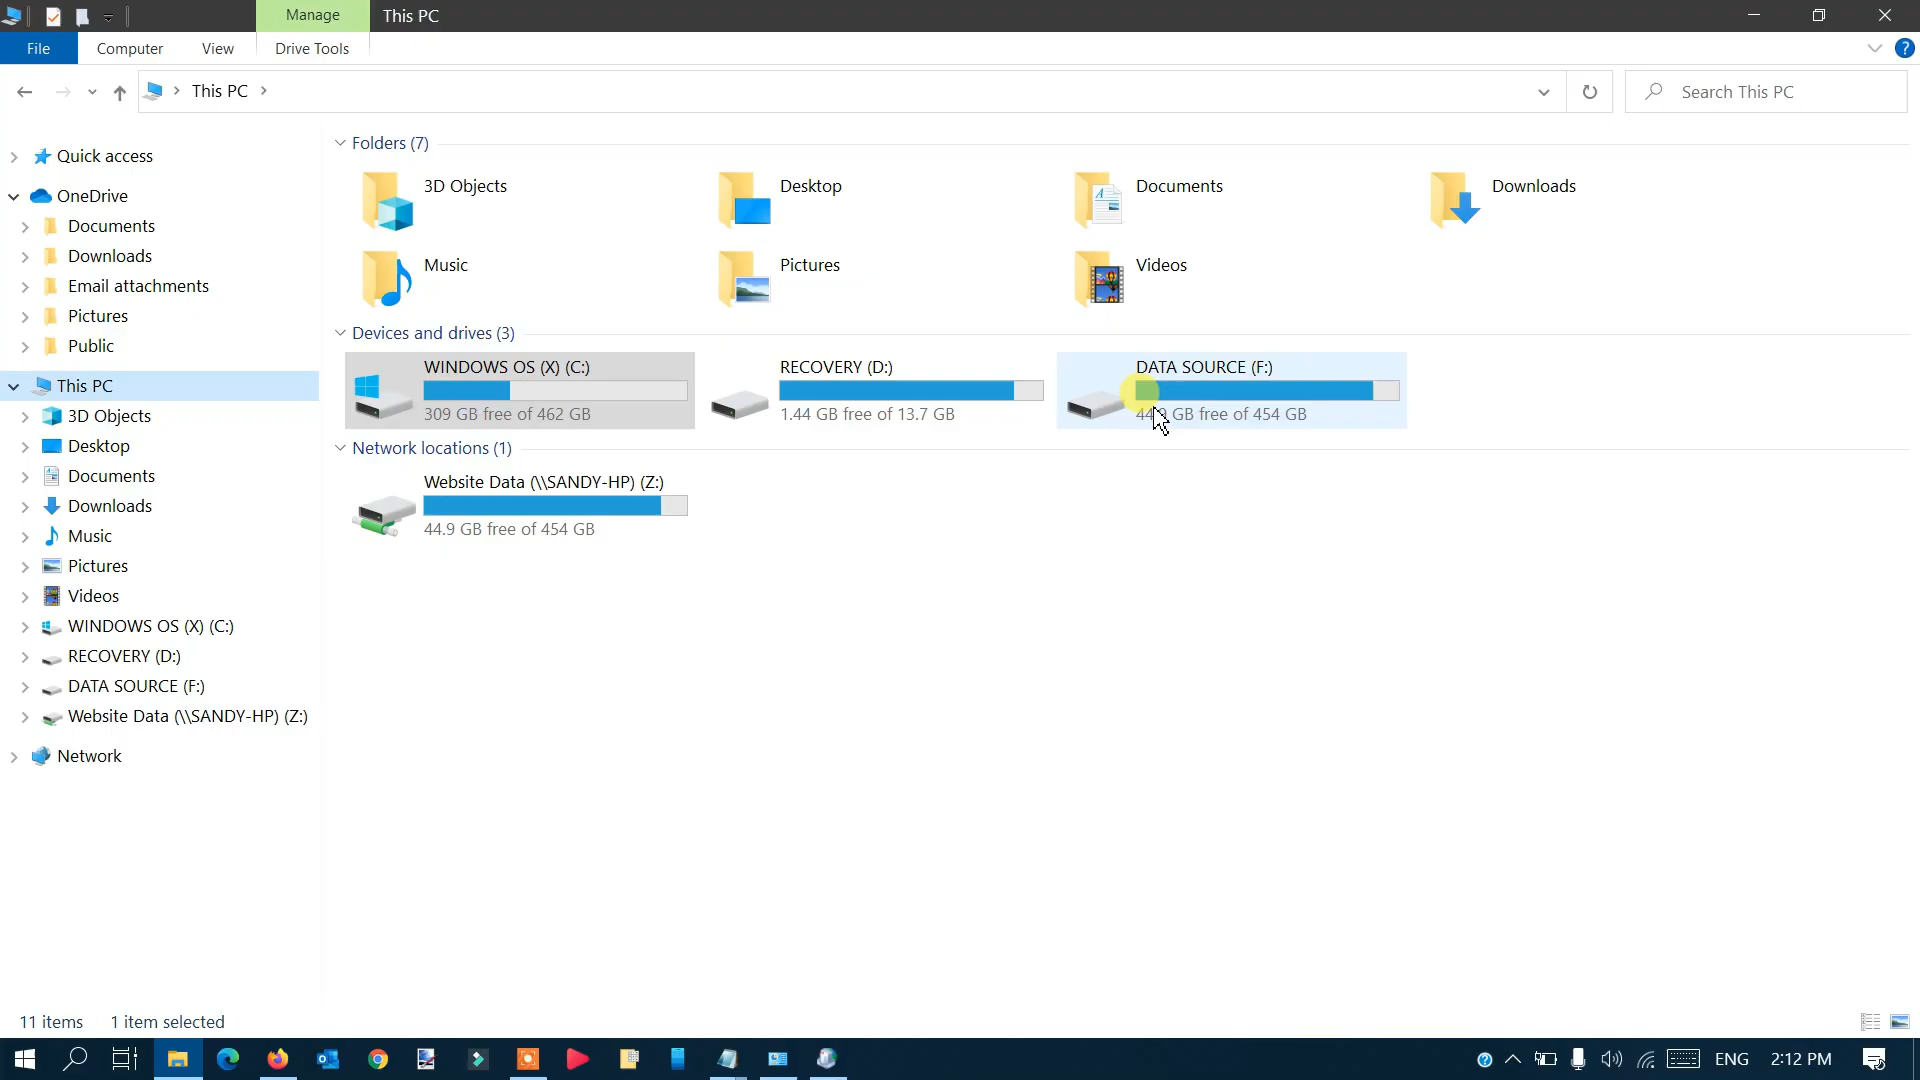 Manage
This PC
File
Computer
View
Drive Tools
This PC
Search This PC
Quick access
OneDrive
Documents
Downloads
Email attachments
Pictures
Public
This PC
3D Objects
Desktop
Documents
Downloads
Music
Pictures
Videos
WINDOWS OS (X) (C:)
RECOVERY (D:)
DATA SOURCE (F:)
Website Data (\\SANDY-HP) (Z:)
Network
Folders (7)
3D Objects
Desktop
Documents
Downloads
Music
Pictures
Videos
Devices and drives (3)
WINDOWS OS (X) (C:)
309 GB free of 462 GB
RECOVERY (D:)
1.44 GB free of 13.7 GB
DATA SOURCE (F:)
44.9 GB free of 454 GB
Network locations (1)
Website Data (\\SANDY-HP) (Z:)
44.9 GB free of 454 GB
11 items
1 item selected
ENG
2:12 PM